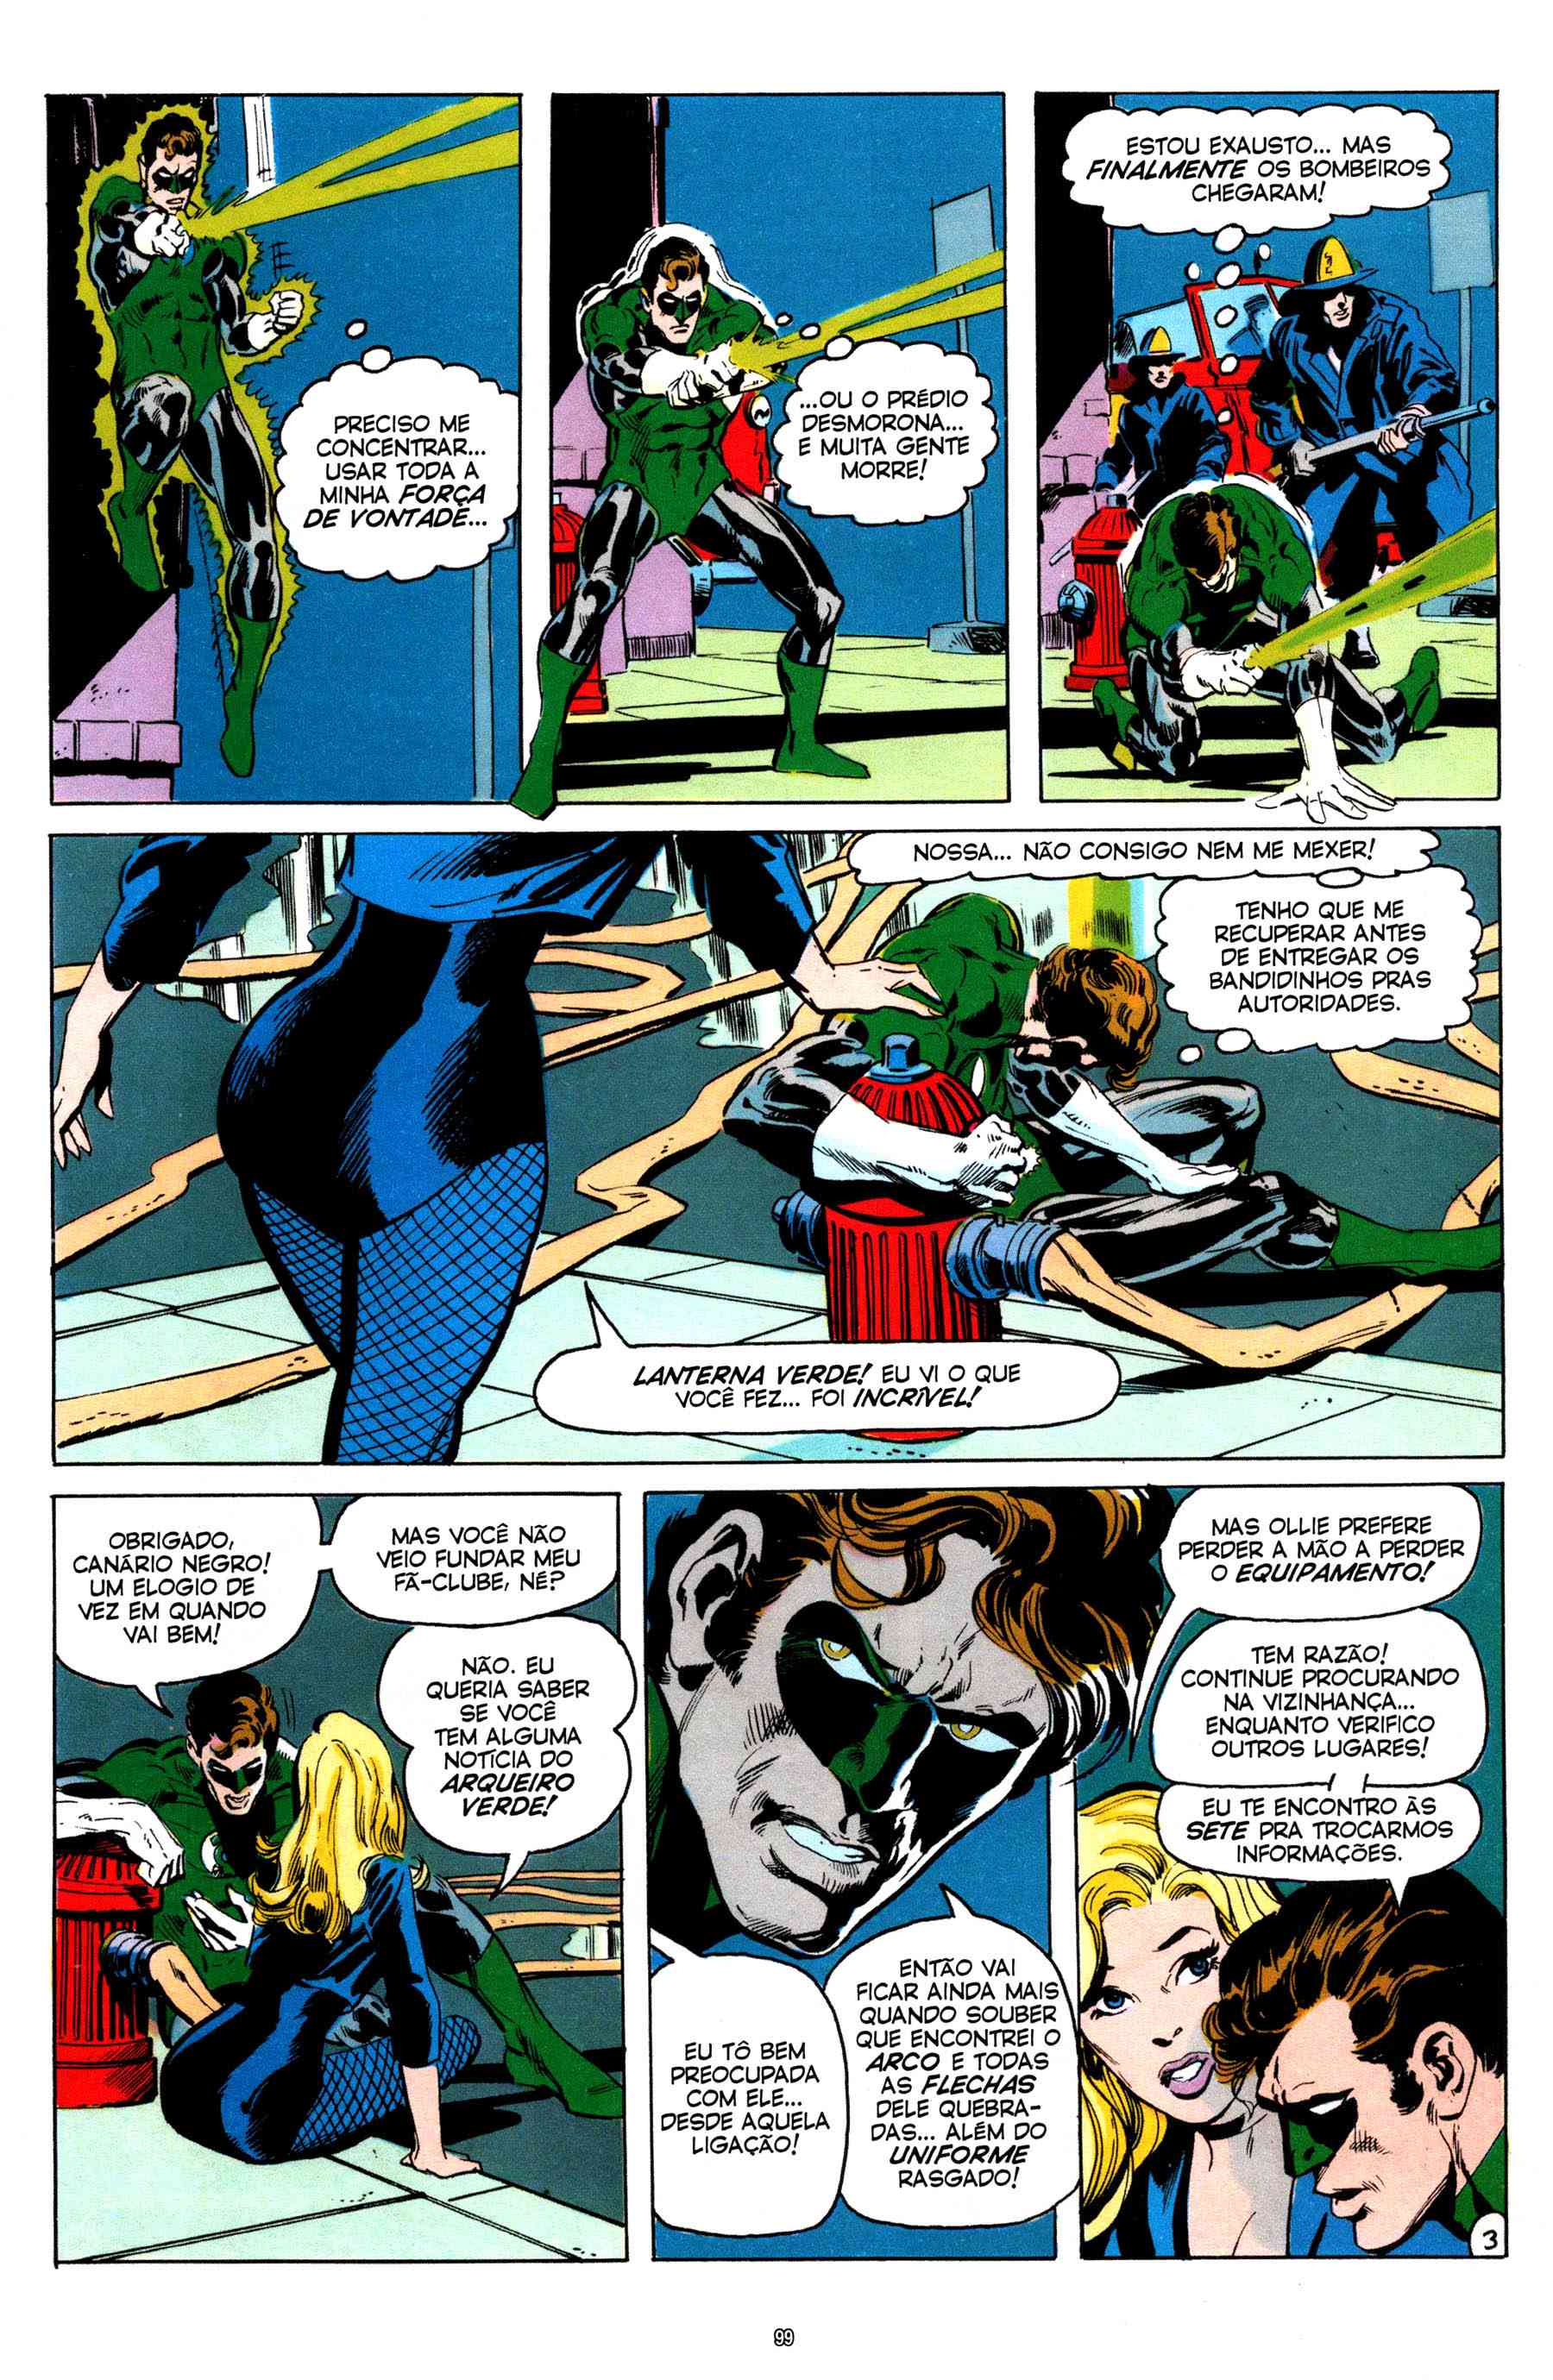 PRECISO ME
CONCENTRAR...
USAR TODA A
MINHA FORÇA
DE VONTADE...
...OU O PRÉDIO
DESMORONA...
E MUITA GENTE
MORRE!
ESTOU EXAUSTO... MAS
FINALMENTE OS BOMBEIROS
CHEGARAM!
NOSSA... NÃO CONSIGO NEM ME MEXER!
TENHO QUE ME
RECUPERAR ANTES
DE ENTREGAR OS
BANDIDINHOS PRAS
AUTORIDADES.
LANTERNA VERDE! EU VI O QUE
VOCÊ FEZ... FOI INCRÍVEL!
OBRIGADO,
CANÁRIO NEGRO!
UM ELOGIO DE
VEZ EM QUANDO
VAI BEM!
MAS VOCÊ NÃO
VEIO FUNDAR MEU
FÃ-CLUBE, NÉ?
NÃO. EU
QUERIA SABER
SE VOCÊ
TEM ALGUMA
NOTÍCIA DO
ARQUEIRO
VERDE!
EU TÔ BEM
PREOCUPADA
COM ELE...
DESDE AQUELA
LIGAÇÃO!
ENTÃO VAI
FICAR AINDA MAIS
QUANDO SOUBER
QUE ENCONTREI O
ARCO E TODAS
AS FLECHAS
DELE QUEBRA-
DAS... ALÉM DO
UNIFORME
RASGADO!
MAS OLLIE PREFERE
PERDER A MÃO A PERDER
O EQUIPAMENTO!
TEM RAZÃO!
CONTINUE PROCURANDO
NA VIZINHANÇA...
ENQUANTO VERIFICO
OUTROS LUGARES!
EU TE ENCONTRO ÀS
SETE PRA TROCARMOS
INFORMAÇÕES.
3
99